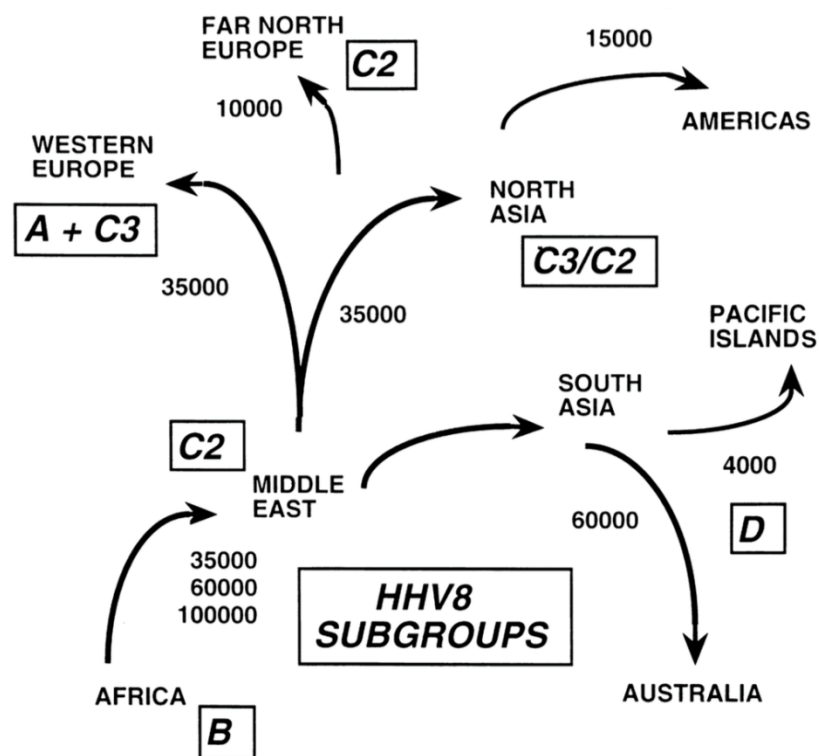 FAR NORTH
EUROPE
C2
10000
15000
AMERICAS
WESTERN
EUROPE
A + C3
35000
35000
NORTH
ASIA
C3/C2
PACIFIC
ISLANDS
SOUTH
ASIA
4000
D
60000
C2
MIDDLE
EAST
35000
60000
100000
HHV8
SUBGROUPS
AFRICA
B
AUSTRALIA